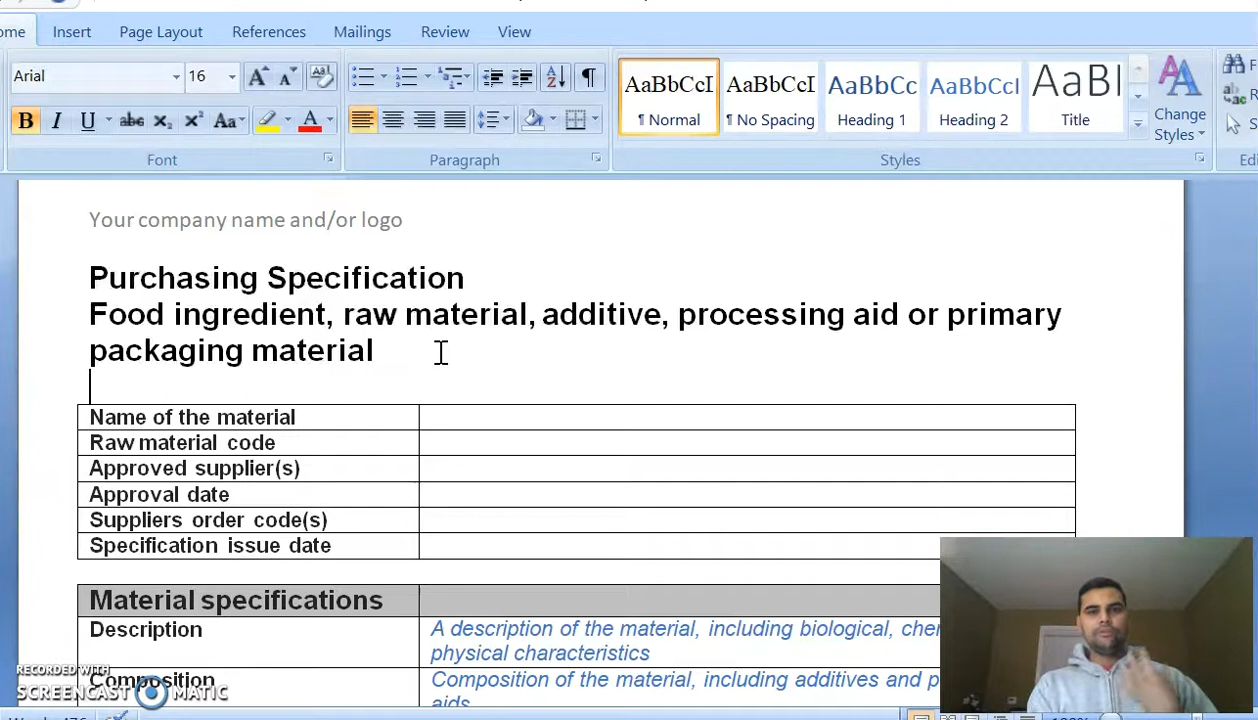 ome Insert Page Layout References Mailings Review View
Arial 16
AaBbCcI AaBbCcI AaBbCc AaBbCcI AaBI
¶ Normal ¶ No Spacing Heading 1 Heading 2 Title
Change Styles
Font Paragraph Styles
Your company name and/or logo
Purchasing Specification
Food ingredient, raw material, additive, processing aid or primary
packaging material
Name of the material
Raw material code
Approved supplier(s)
Approval date
Suppliers order code(s)
Specification issue date
Material specifications
Description A description of the material, including biological, cher
physical characteristics
Composition Composition of the material, including additives and p
aids
RECORDED WITH
SCREENCAST MATIC